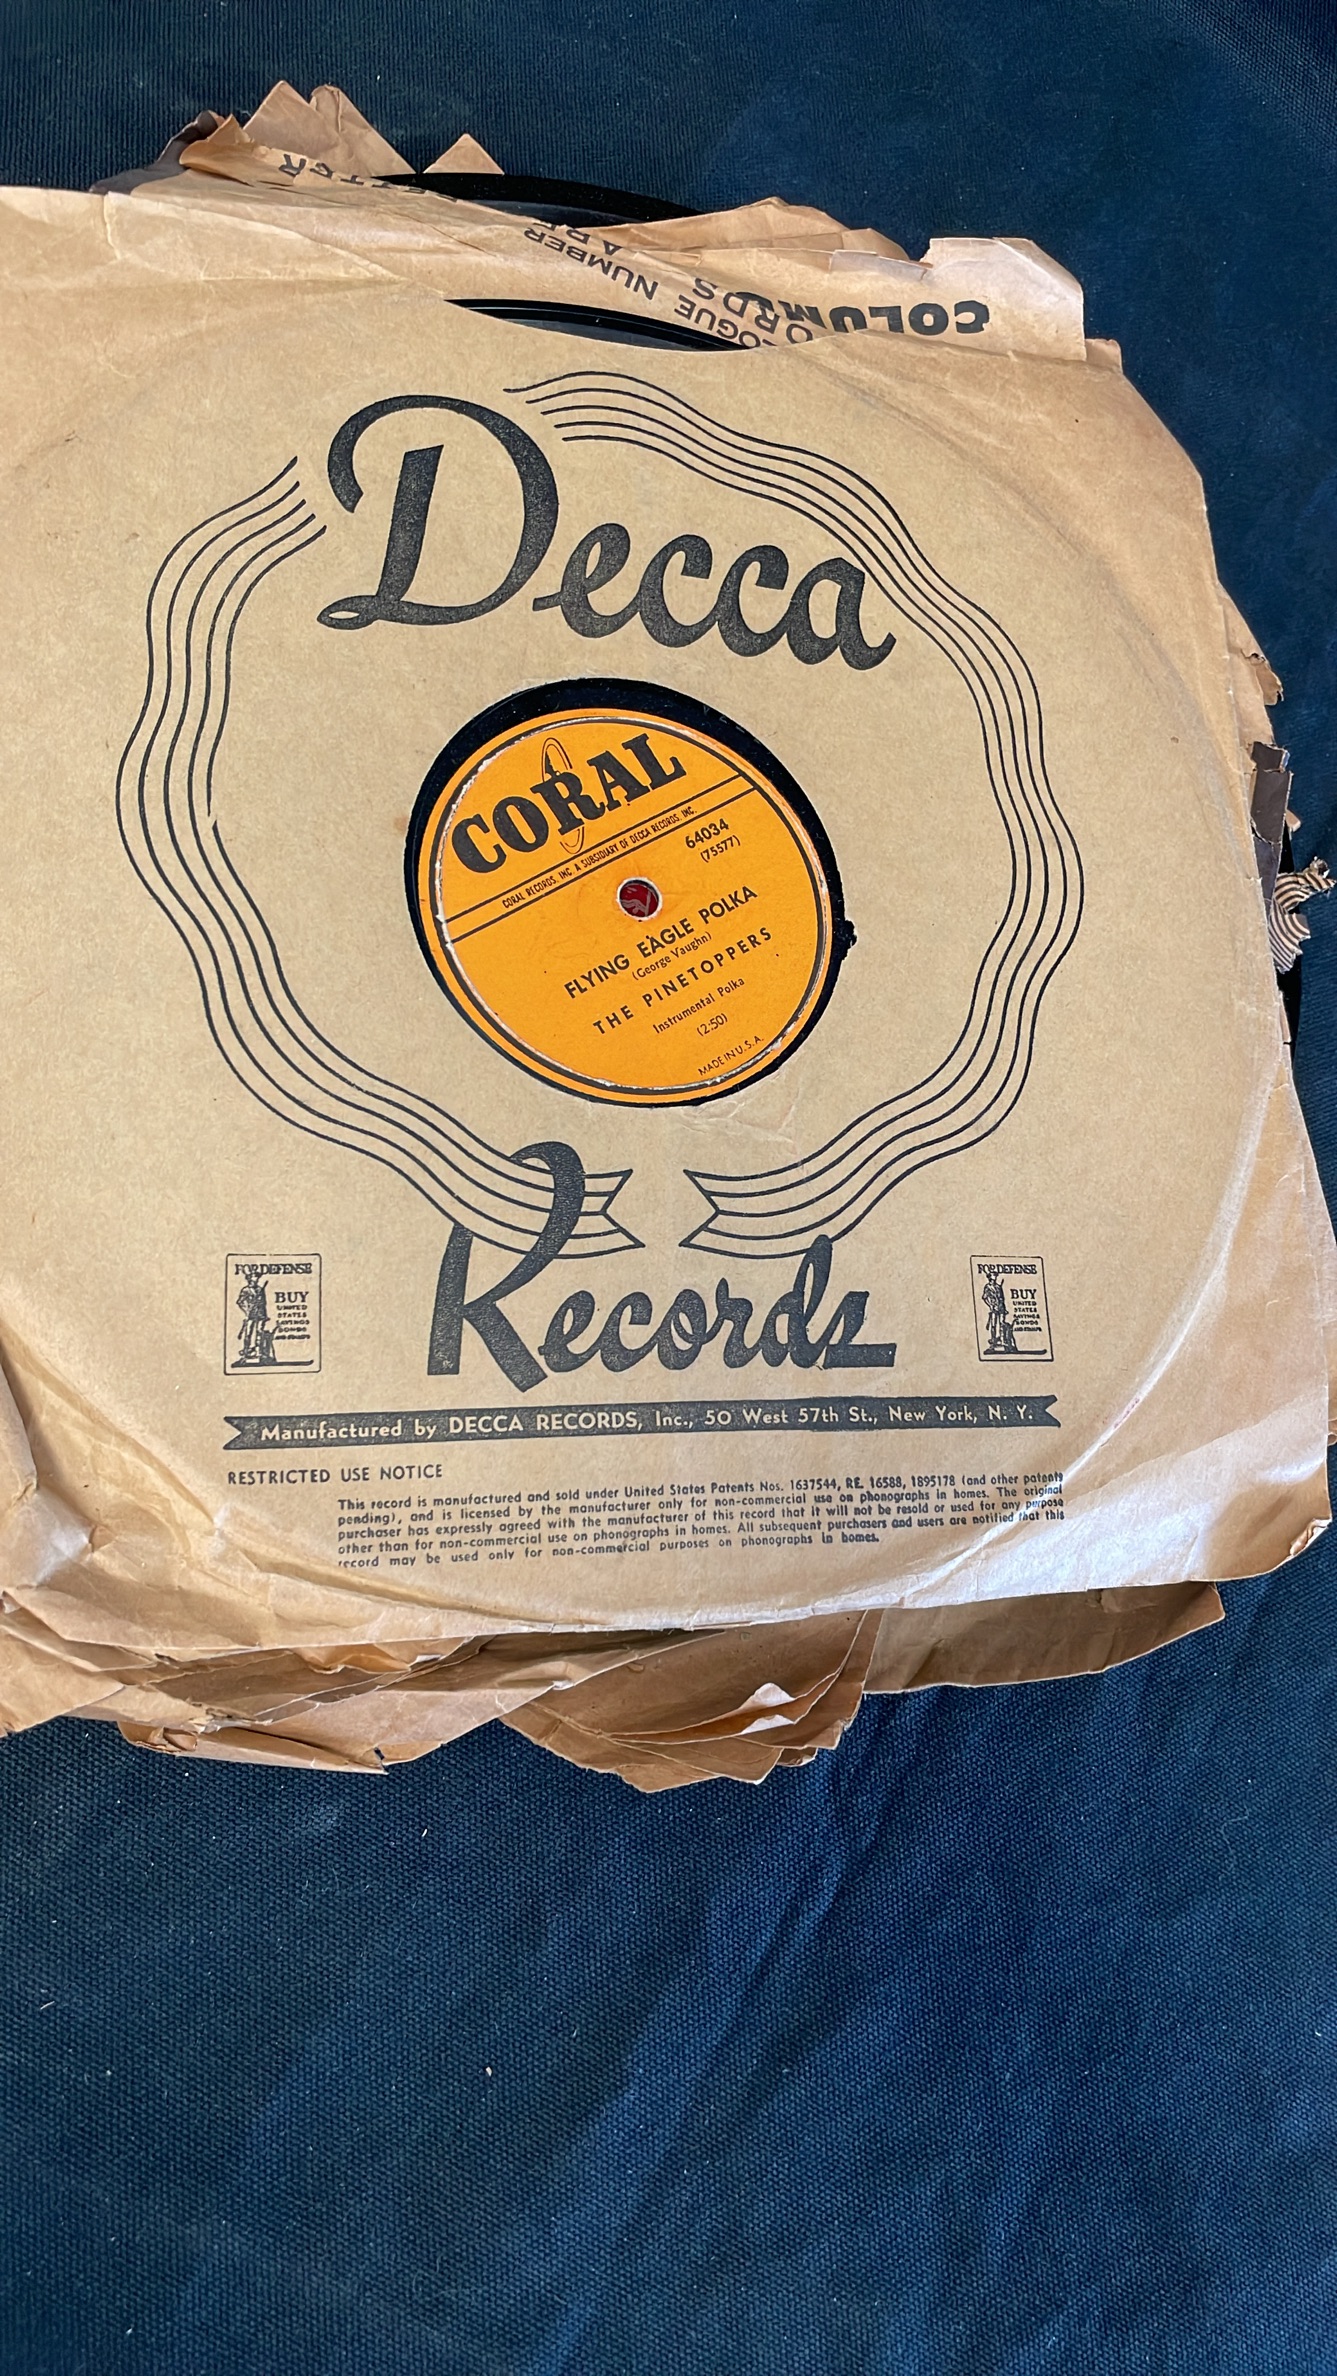 LETTER
ARE
NUMBER
COLUM
Decca
CORAL
CORAL RECORDS, INC. A SUBSIDIARY OF DECCA RECORDS, INC.
64034
(75577)
FLYING EAGLE POLKA
(George Vaughn)
THE PINETOPPERS
Instrumental Polka
(2:50)
MADE IN U.S.A.
Records
FOR DEFENSE
BUY
UNITED
STATES
SAVINGS
BONDS
AND STAMPS
FOR DEFENSE
BUY
UNITED
STATES
SAVINGS
BONDS
AND STAMPS
Manufactured by DECCA RECORDS, Inc., 50 West 57th St., New York, N. Y.
RESTRICTED USE NOTICE
This record is manufactured and sold under United States Patents Nos. 1637544, RE. 16588, 1895178 (and other patents
pending), and is licensed by the manufacturer only for non-commercial use on phonographs in homes. The original
purchaser has expressly agreed with the manufacturer of this record that it will not be resold or used for any purpose
other than for non-commercial use on phonographs in homes. All subsequent purchasers and users are notified that this
record may be used only for non-commercial purposes on phonographs in homes.